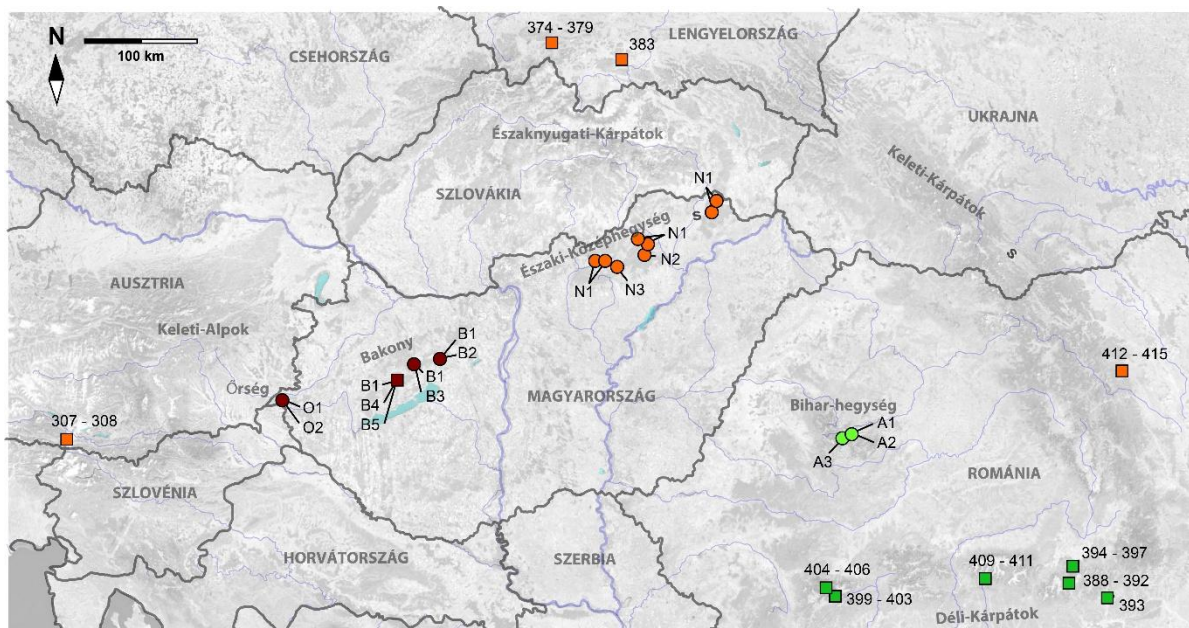 N
100 km
374 - 379
383
LENGYELORSZÁG
CSEHORSZÁG
UKRAJNA
Északnyugati-Kárpátok
Keleti-Kárpátok
SZLOVÁKIA
N1
s
Északi-Középhegység
N1
N2
s
N1
N3
AUSZTRIA
Keleti-Alpok
B1
B2
Bakony
B1
B3
B1
B4
B5
MAGYARORSZÁG
412 - 415
Őrség
O1
O2
307 - 308
Bihar-hegység
A1
A2
A3
SZLOVÉNIA
ROMÁNIA
HORVÁTORSZÁG
SZERBIA
404 - 406
399 - 403
409 - 411
394 - 397
388 - 392
393
Déli-Kárpátok